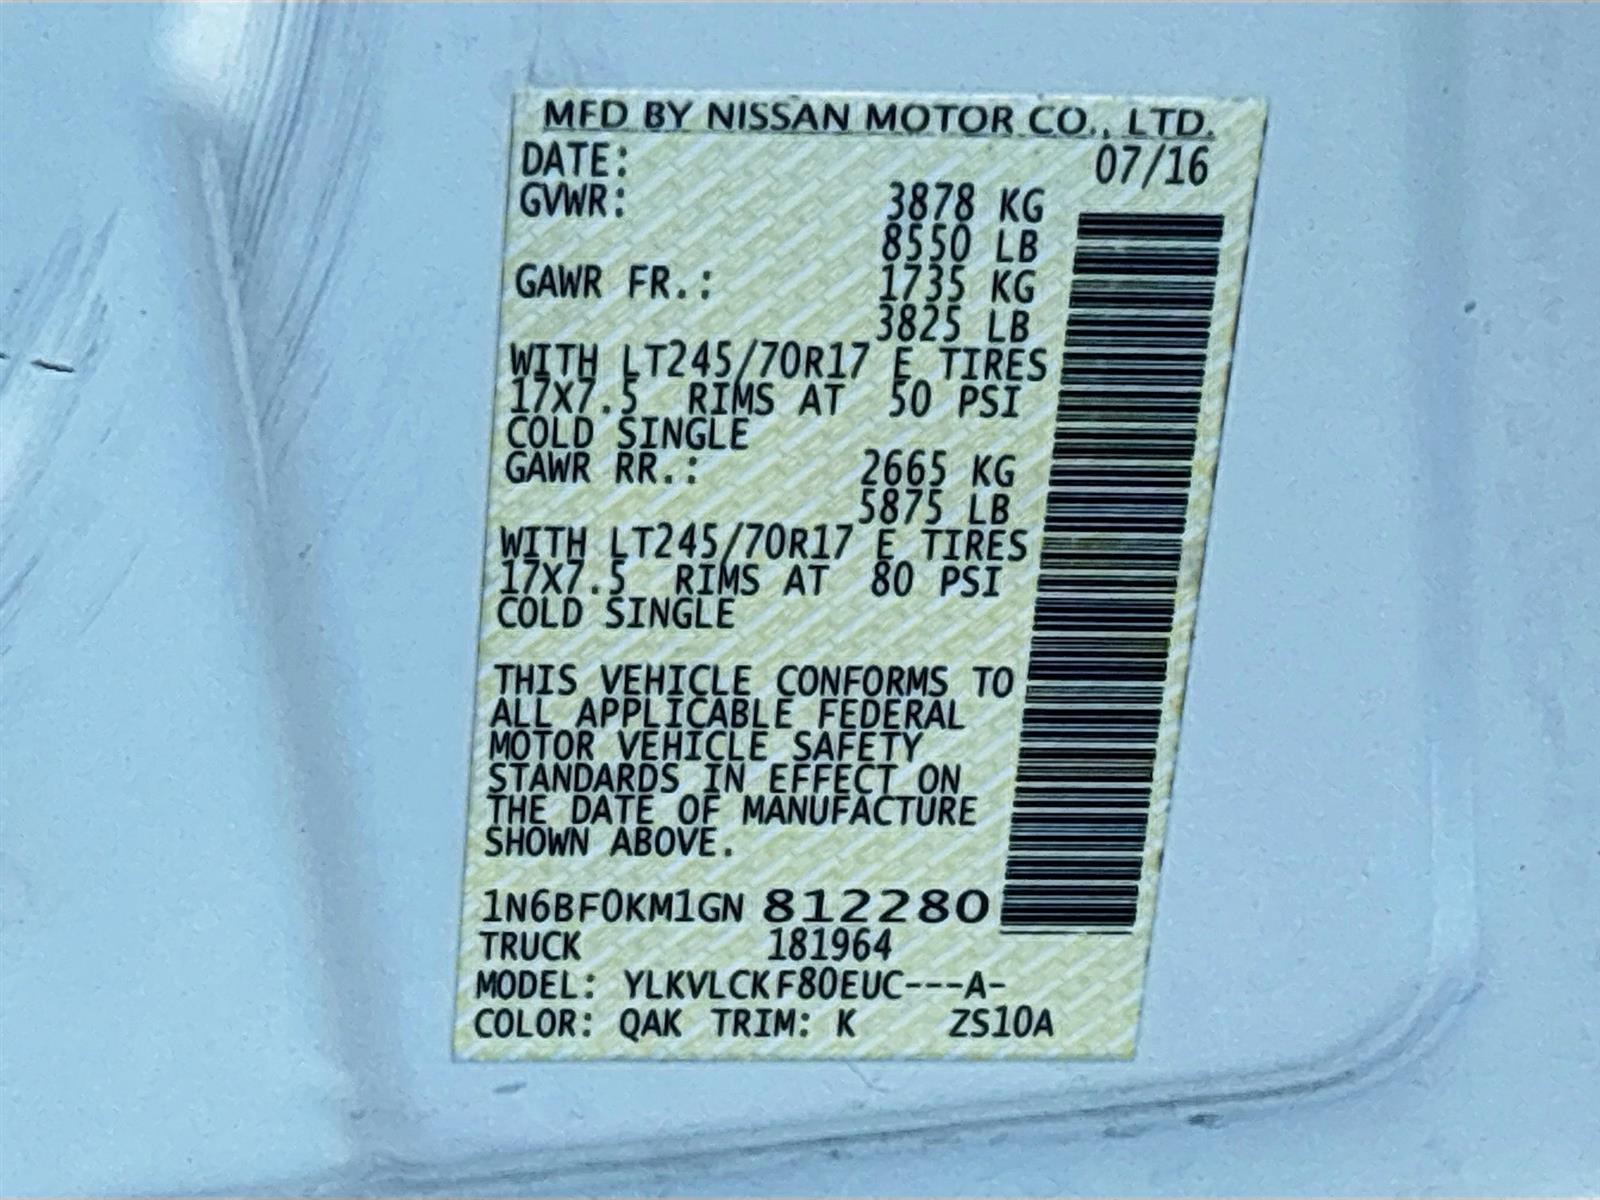 MFD BY NISSAN MOTOR CO., LTD.
DATE: 07/16
GVWR: 3878 KG
8550 LB
GAWR FR.: 1735 KG
3825 LB
WITH LT245/70R17 E TIRES
17X7.5 RIMS AT 50 PSI
COLD SINGLE
GAWR RR.: 2665 KG
5875 LB
WITH LT245/70R17 E TIRES
17X7.5 RIMS AT 80 PSI
COLD SINGLE
THIS VEHICLE CONFORMS TO
ALL APPLICABLE FEDERAL
MOTOR VEHICLE SAFETY
STANDARDS IN EFFECT ON
THE DATE OF MANUFACTURE
SHOWN ABOVE.
1N6BF0KM1GN 812280
TRUCK 181964
MODEL: YLKVLCKF80EUC---A-
COLOR: QAK TRIM: K ZS10A